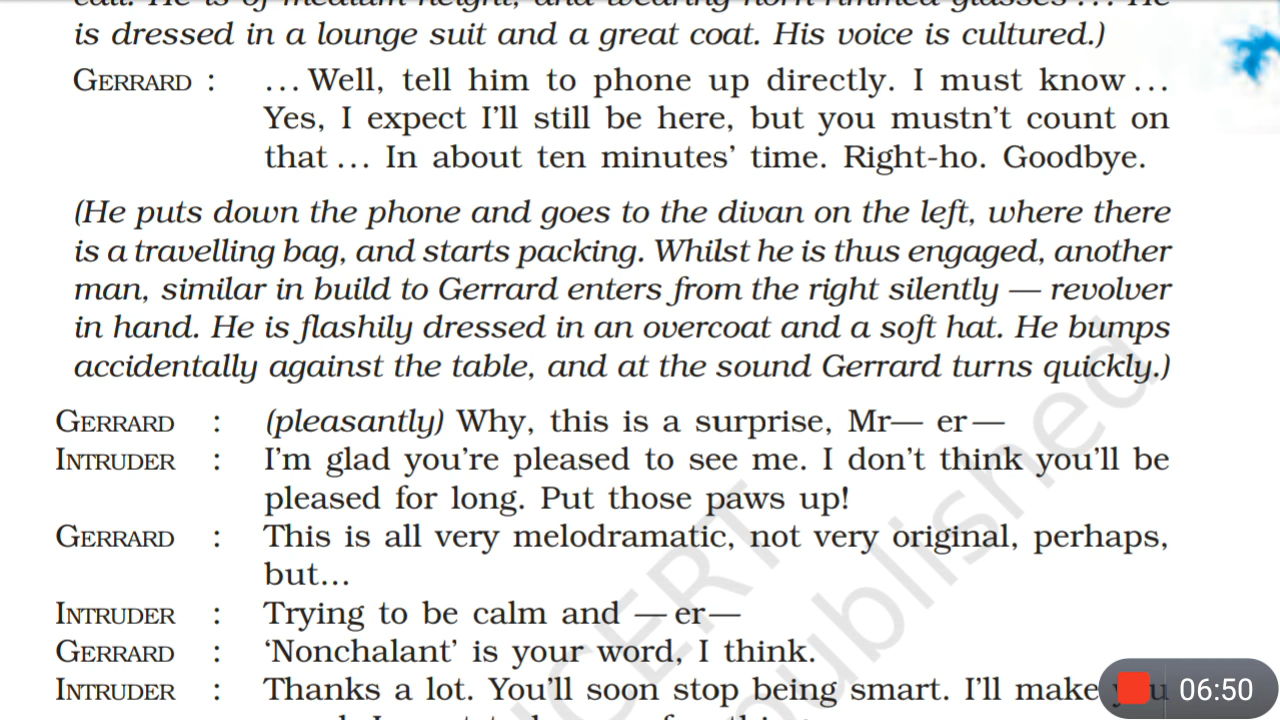 is dressed in a lounge suit and a great coat. His voice is cultured.)
GERRARD : ... Well, tell him to phone up directly. I must know ...
Yes, I expect I'll still be here, but you mustn't count on
that ... In about ten minutes' time. Right-ho. Goodbye.
(He puts down the phone and goes to the divan on the left, where there
is a travelling bag, and starts packing. Whilst he is thus engaged, another
man, similar in build to Gerrard enters from the right silently — revolver
in hand. He is flashily dressed in an overcoat and a soft hat. He bumps
accidentally against the table, and at the sound Gerrard turns quickly.)
GERRARD : (pleasantly) Why, this is a surprise, Mr— er —
INTRUDER : I'm glad you're pleased to see me. I don't think you'll be
pleased for long. Put those paws up!
GERRARD : This is all very melodramatic, not very original, perhaps,
but...
INTRUDER : Trying to be calm and — er —
GERRARD : 'Nonchalant' is your word, I think.
INTRUDER : Thanks a lot. You'll soon stop being smart. I'll make
06:50